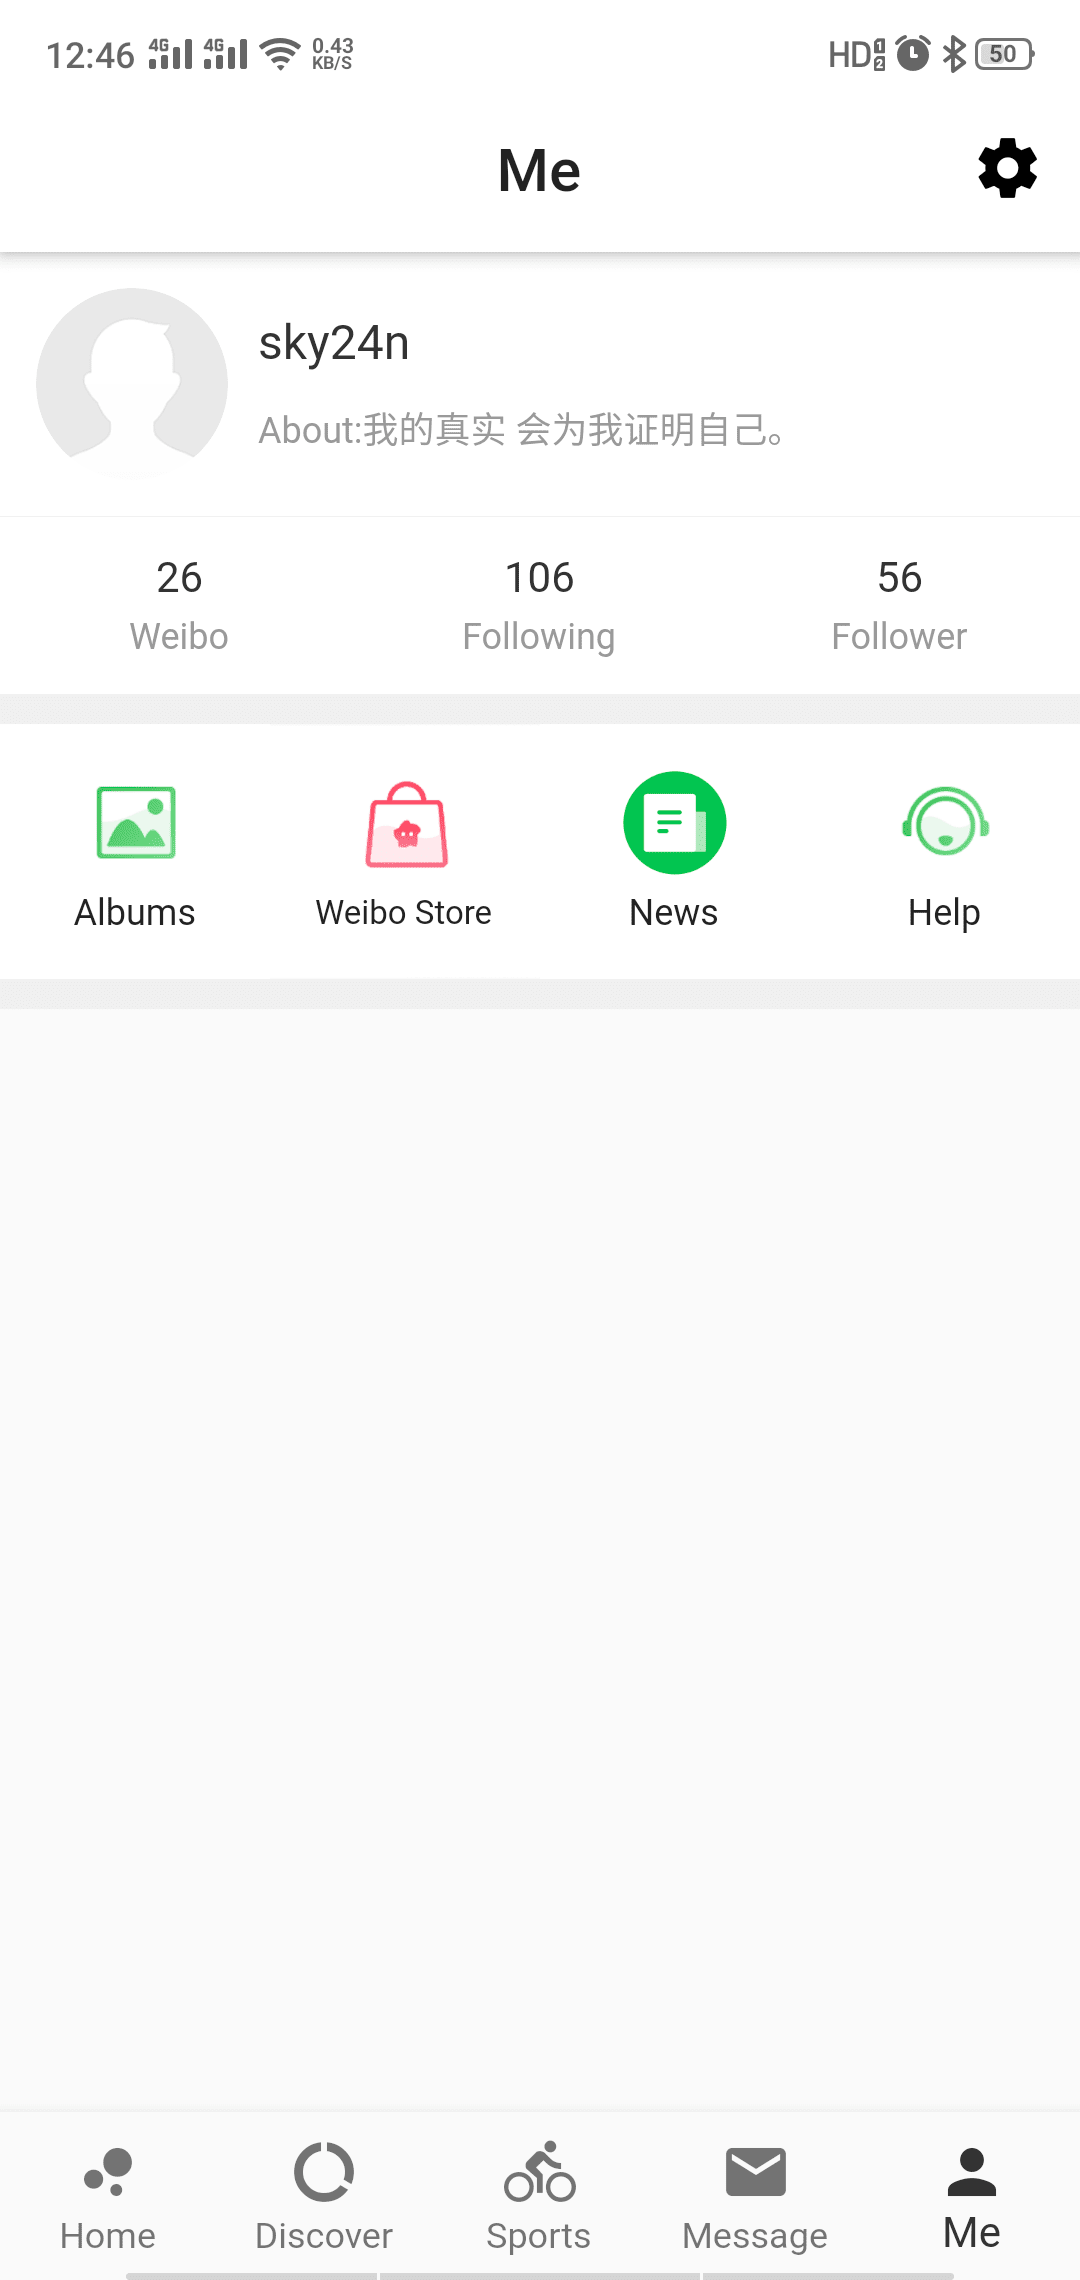 12:46 4G 4G 0.43 KB/S HD 1 2 50
Me
sky24n
About:我的真实 会为我证明自己。
26 106 56
Weibo Following Follower
Albums Weibo Store News Help
Home Discover Sports Message Me